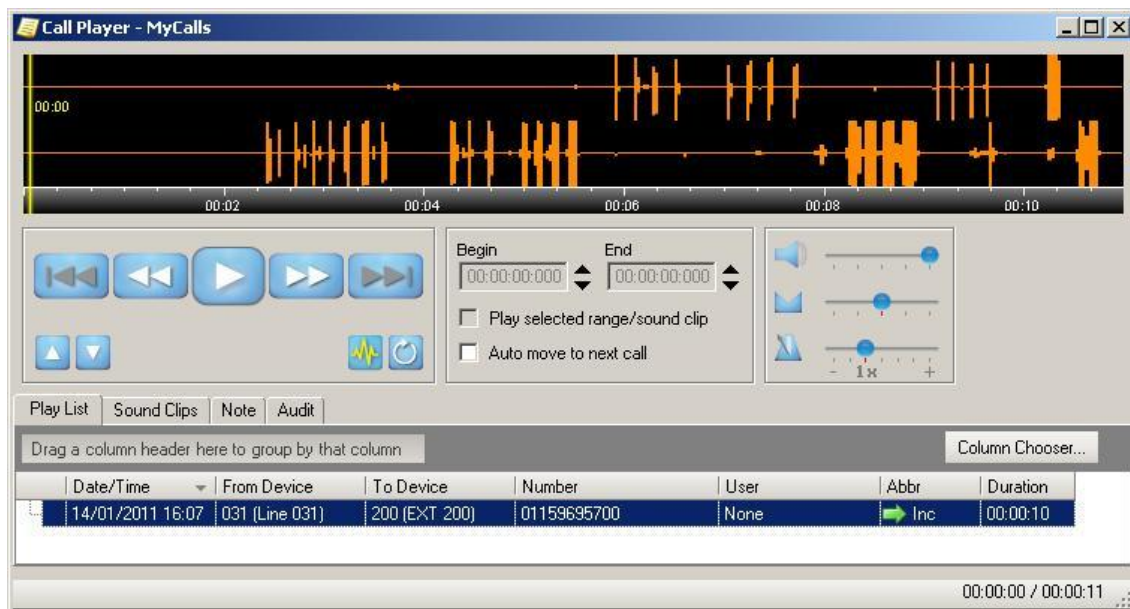 Call Player - MyCalls
00:00
00:02 00:04 00:06 00:08 00:10
Begin End
00:00:00:000 00:00:00:000
Play selected range/sound clip
Auto move to next call
- 1x +
Play List Sound Clips Note Audit
Drag a column header here to group by that column Column Chooser...
Date/Time From Device To Device Number User Abbr Duration
14/01/2011 16:07 031 (Line 031) 200 (EXT 200) 01159695700 None Inc 00:00:10
00:00:00 / 00:00:11